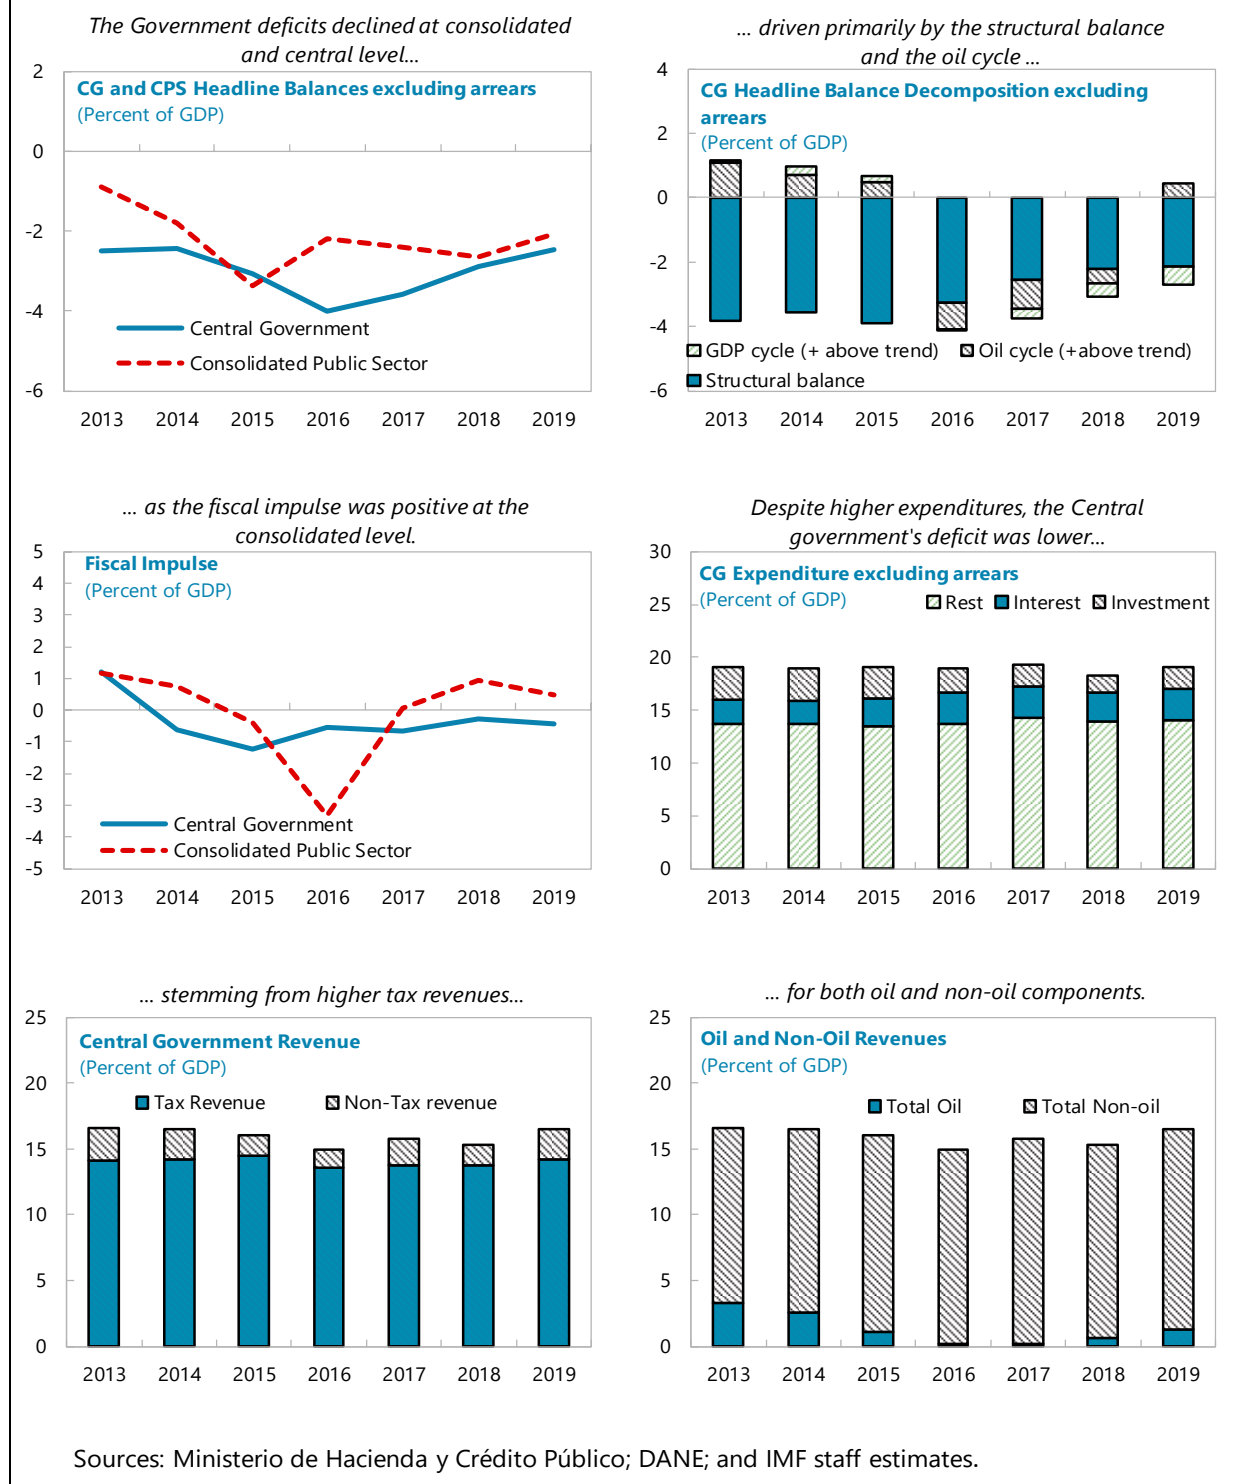 The Government deficits declined at consolidated
and central level...
CG and CPS Headline Balances excluding arrears
(Percent of GDP)
2
0
-2
-4
-6
Central Government
Consolidated Public Sector
2013 2014 2015 2016 2017 2018 2019
... driven primarily by the structural balance
and the oil cycle ...
CG Headline Balance Decomposition excluding
arrears
(Percent of GDP)
4
2
0
-2
-4
-6
GDP cycle (+ above trend) Oil cycle (+above trend)
Structural balance
2013 2014 2015 2016 2017 2018 2019
... as the fiscal impulse was positive at the
consolidated level.
Fiscal Impulse
(Percent of GDP)
5
4
3
2
1
0
-1
-2
-3
-4
-5
Central Government
Consolidated Public Sector
2013 2014 2015 2016 2017 2018 2019
Despite higher expenditures, the Central
government's deficit was lower...
CG Expenditure excluding arrears
(Percent of GDP)
Rest Interest Investment
30
25
20
15
10
5
0
2013 2014 2015 2016 2017 2018 2019
... stemming from higher tax revenues...
Central Government Revenue
(Percent of GDP)
Tax Revenue Non-Tax revenue
25
20
15
10
5
0
2013 2014 2015 2016 2017 2018 2019
... for both oil and non-oil components.
Oil and Non-Oil Revenues
(Percent of GDP)
Total Oil Total Non-oil
25
20
15
10
5
0
2013 2014 2015 2016 2017 2018 2019
Sources: Ministerio de Hacienda y Crédito Público; DANE; and IMF staff estimates.